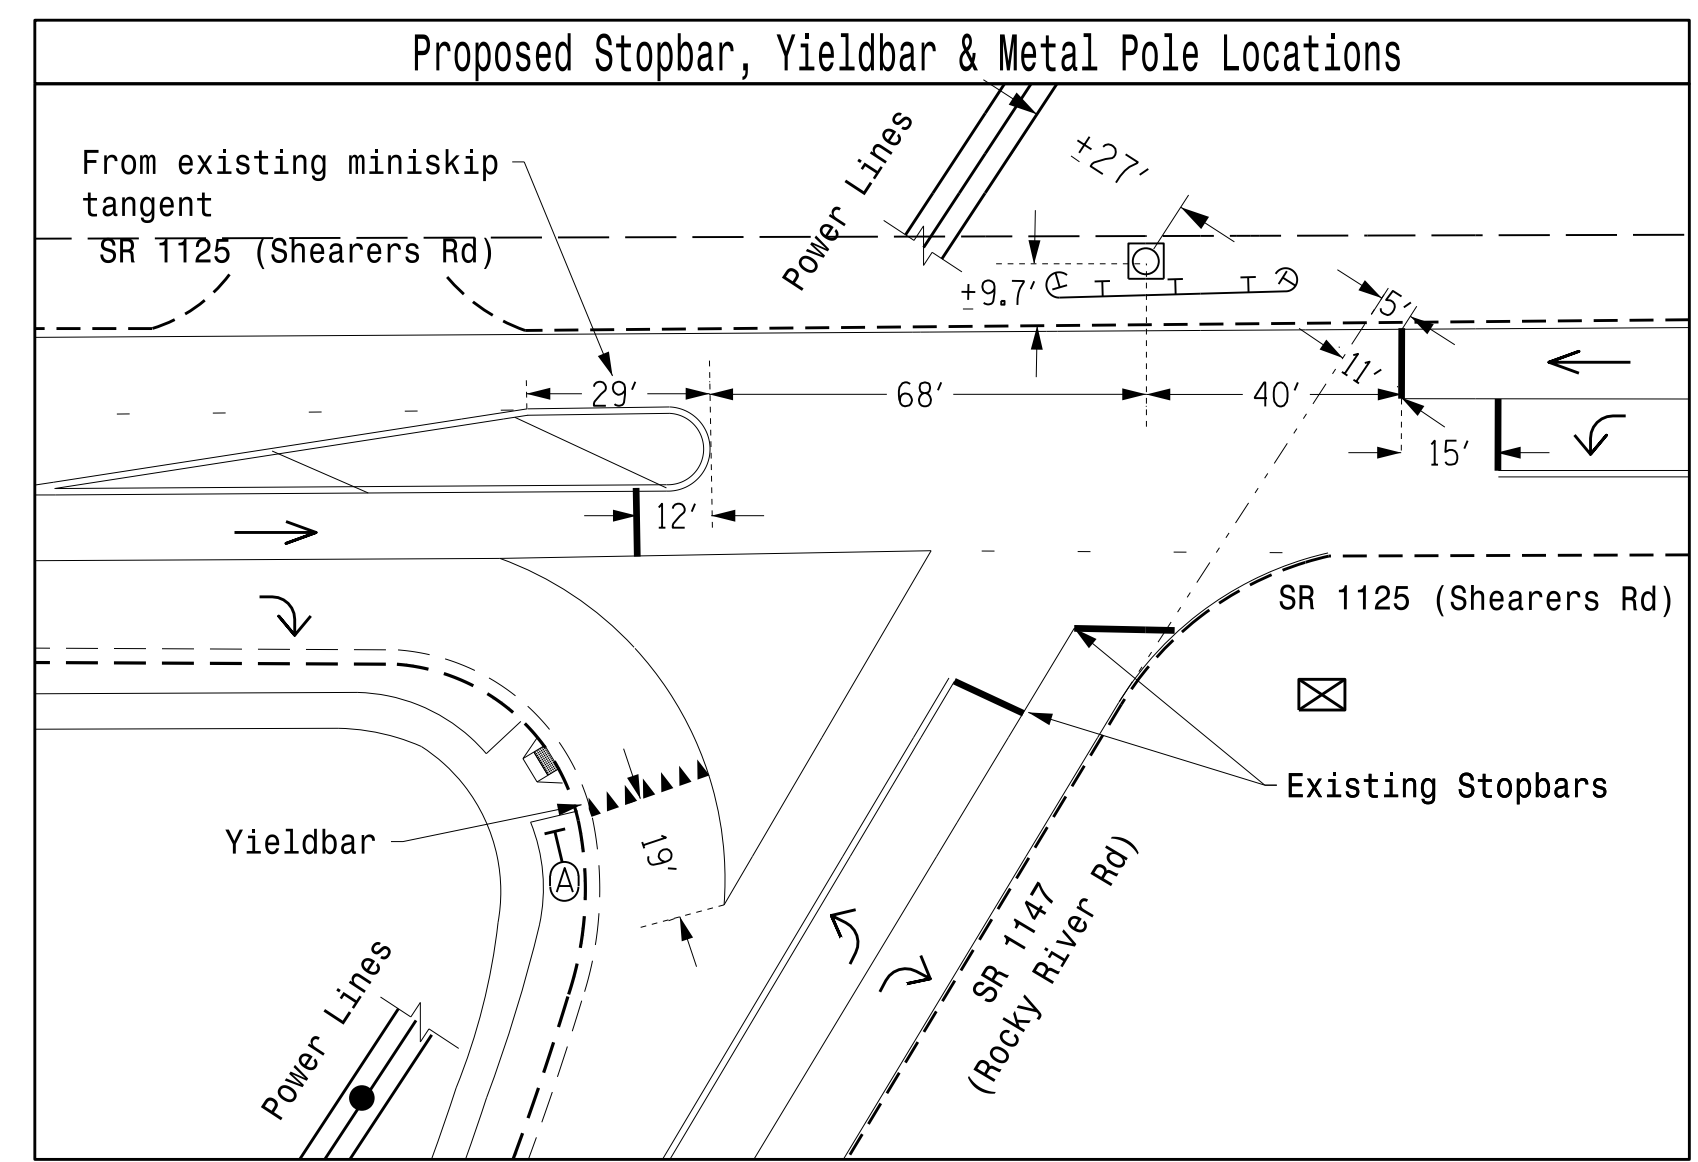 Proposed Stopbar, Yieldbar & Metal Pole Locations
From existing miniskip
tangent
SR 1125 (Shearers Rd)
Power Lines
±27′
±9.7′
5′
11′
29′
68′
40′
15′
12′
SR 1125 (Shearers Rd)
Existing Stopbars
Yieldbar
19′
A
SR 1147
(Rocky River Rd)
Power Lines